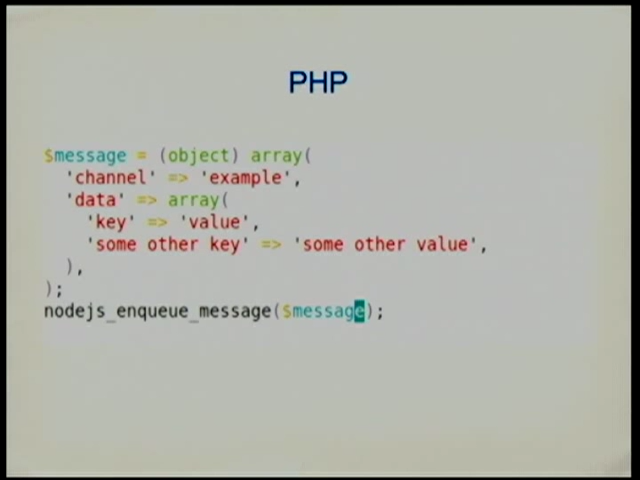 PHP
$message = (object) array(
  'channel' => 'example',
  'data' => array(
    'key' => 'value',
    'some other key' => 'some other value',
  ),
);
nodejs_enqueue_message($message);